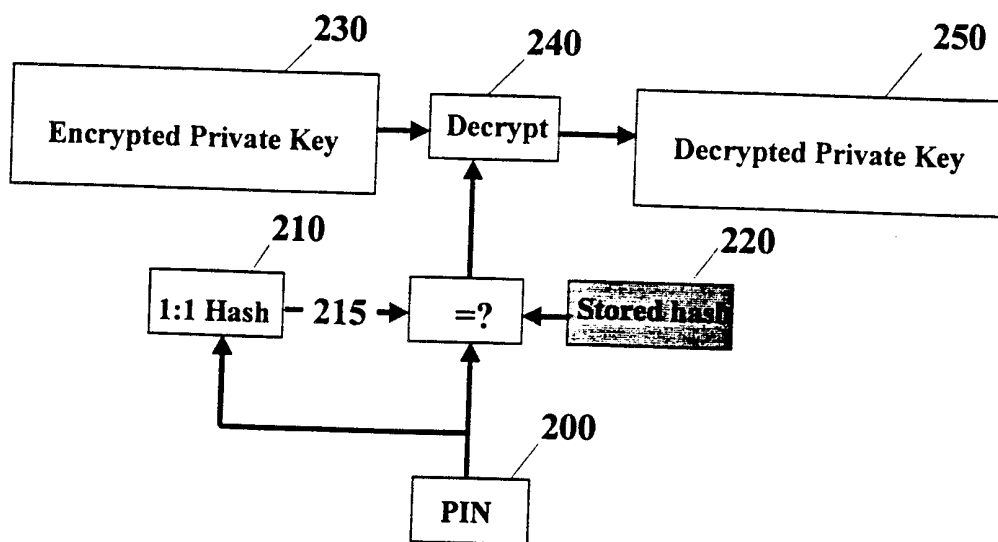 230
240
250
Encrypted Private Key
Decrypt
Decrypted Private Key
210
220
1:1 Hash
215
=?
Stored hash
200
PIN